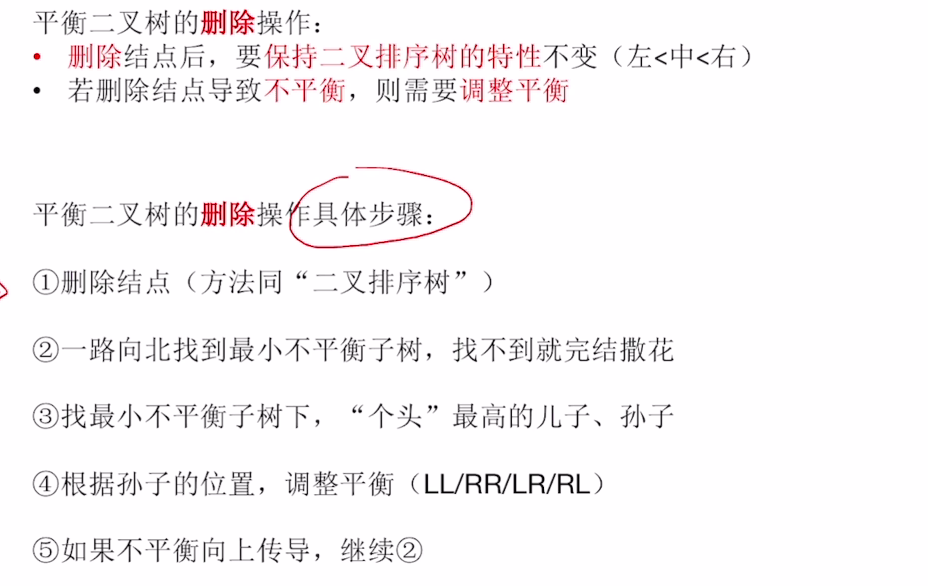 平衡二叉树的删除操作：
• 删除结点后，要保持二叉排序树的特性不变（左<中<右）
• 若删除结点导致不平衡，则需要调整平衡
平衡二叉树的删除操作具体步骤：
①删除结点（方法同“二叉排序树”）
②一路向北找到最小不平衡子树，找不到就完结撒花
③找最小不平衡子树下，“个头”最高的儿子、孙子
④根据孙子的位置，调整平衡（LL/RR/LR/RL）
⑤如果不平衡向上传导，继续②